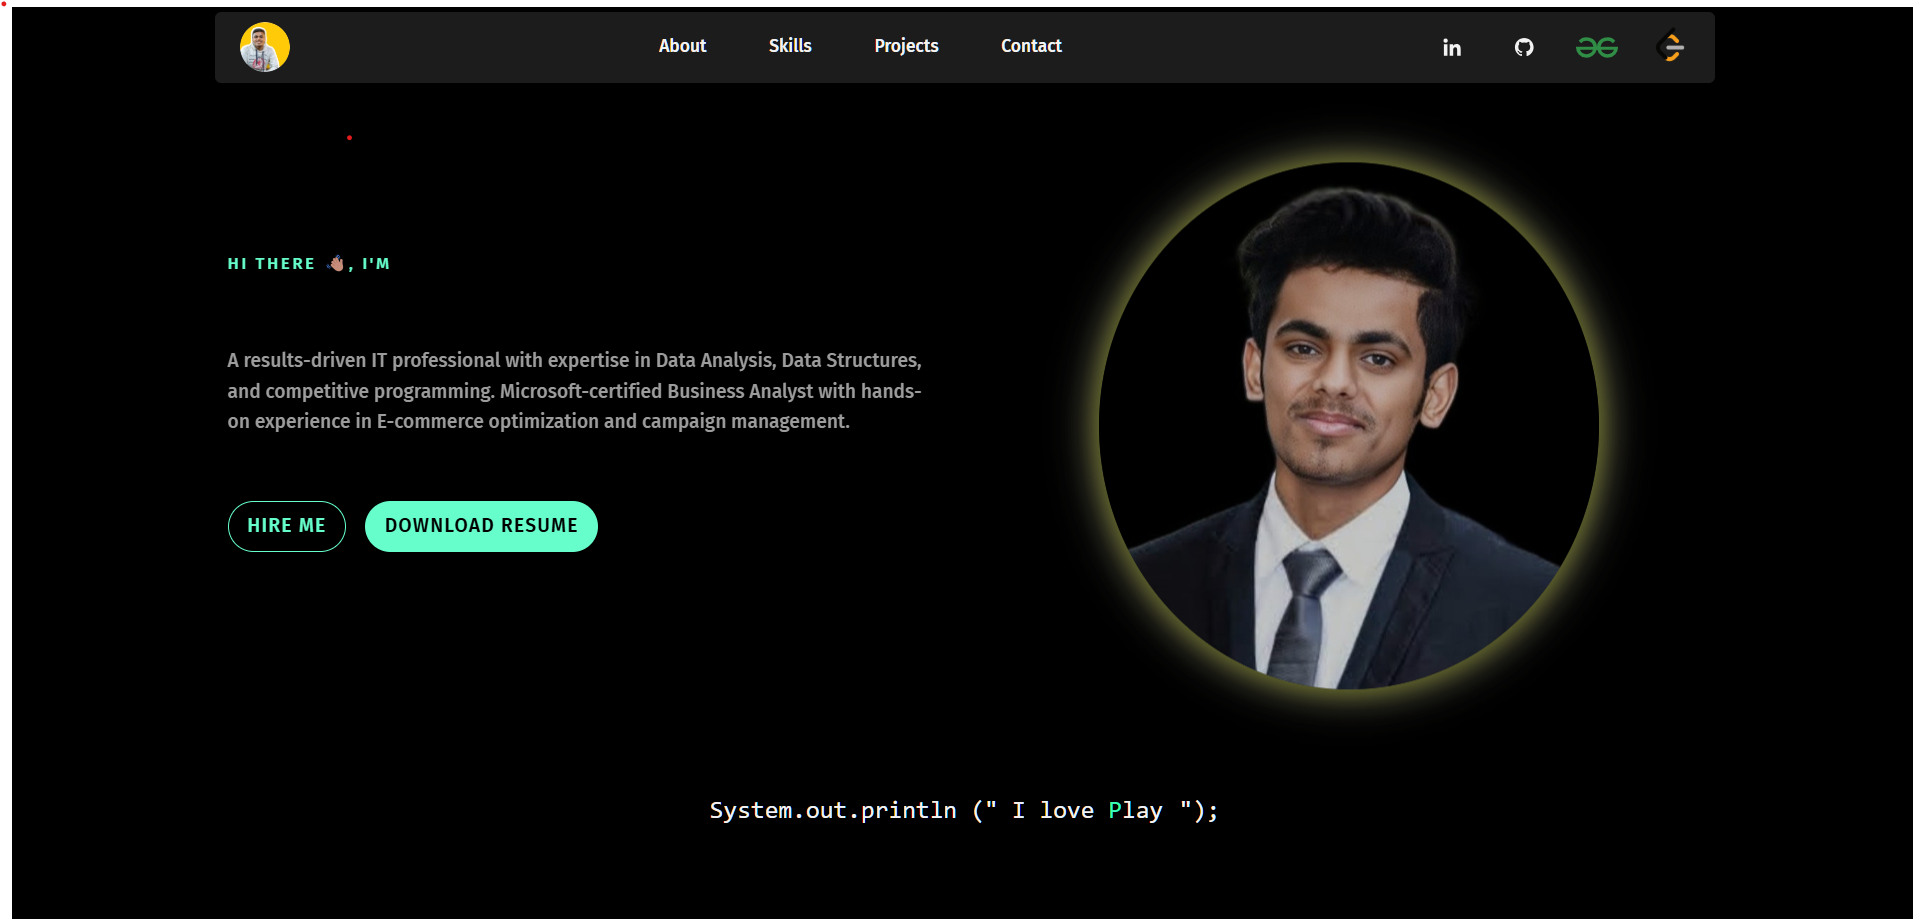 About Skills Projects Contact
HI THERE 👋🏽, I'M
A results-driven IT professional with expertise in Data Analysis, Data Structures,
and competitive programming. Microsoft-certified Business Analyst with hands-
on experience in E-commerce optimization and campaign management.
HIRE ME DOWNLOAD RESUME
System.out.println (" I love Play ");